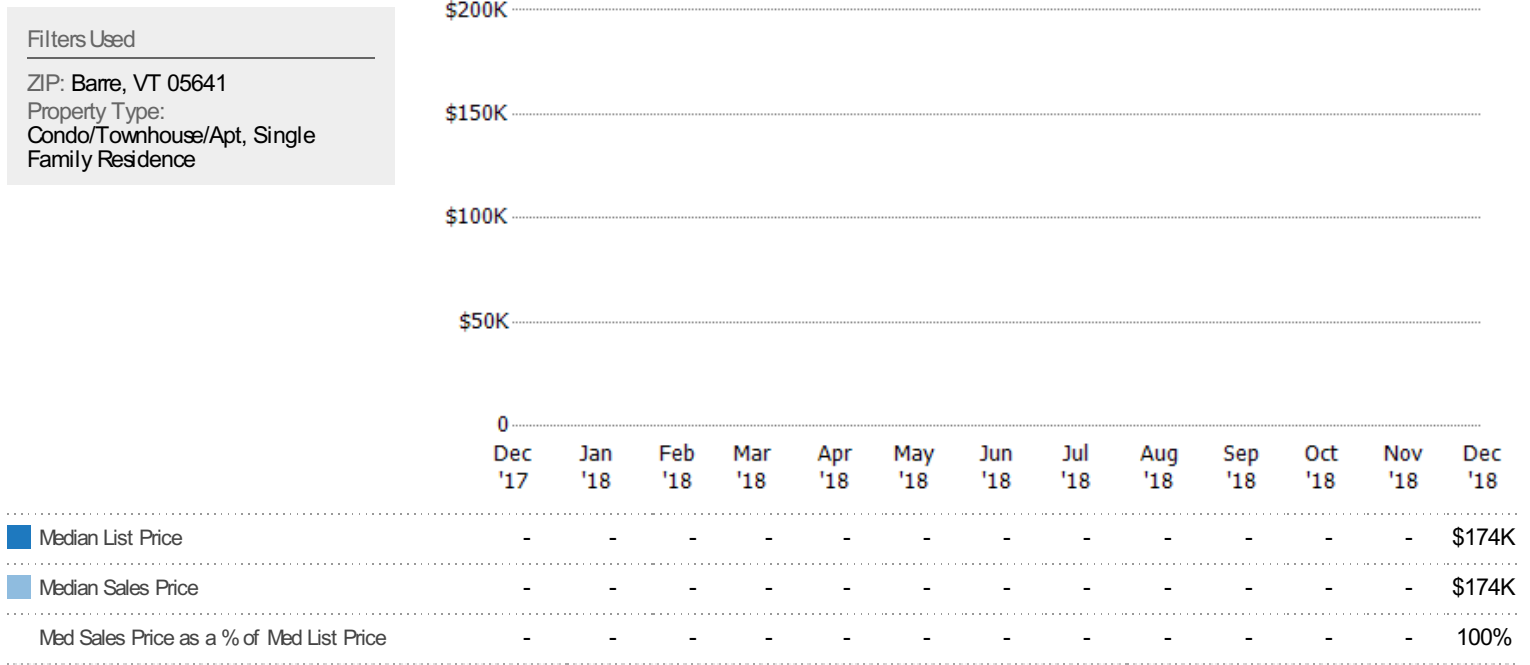 Filters Used
ZIP: Barre, VT 05641
Property Type:
Condo/Townhouse/Apt, Single
Family Residence
$200K
$150K
$100K
$50K
0
Dec Jan Feb Mar Apr May Jun Jul Aug Sep Oct Nov Dec
'17 '18 '18 '18 '18 '18 '18 '18 '18 '18 '18 '18 '18
Median List Price - - - - - - - - - - - - $174K
Median Sales Price - - - - - - - - - - - - $174K
Med Sales Price as a % of Med List Price - - - - - - - - - - - - 100%